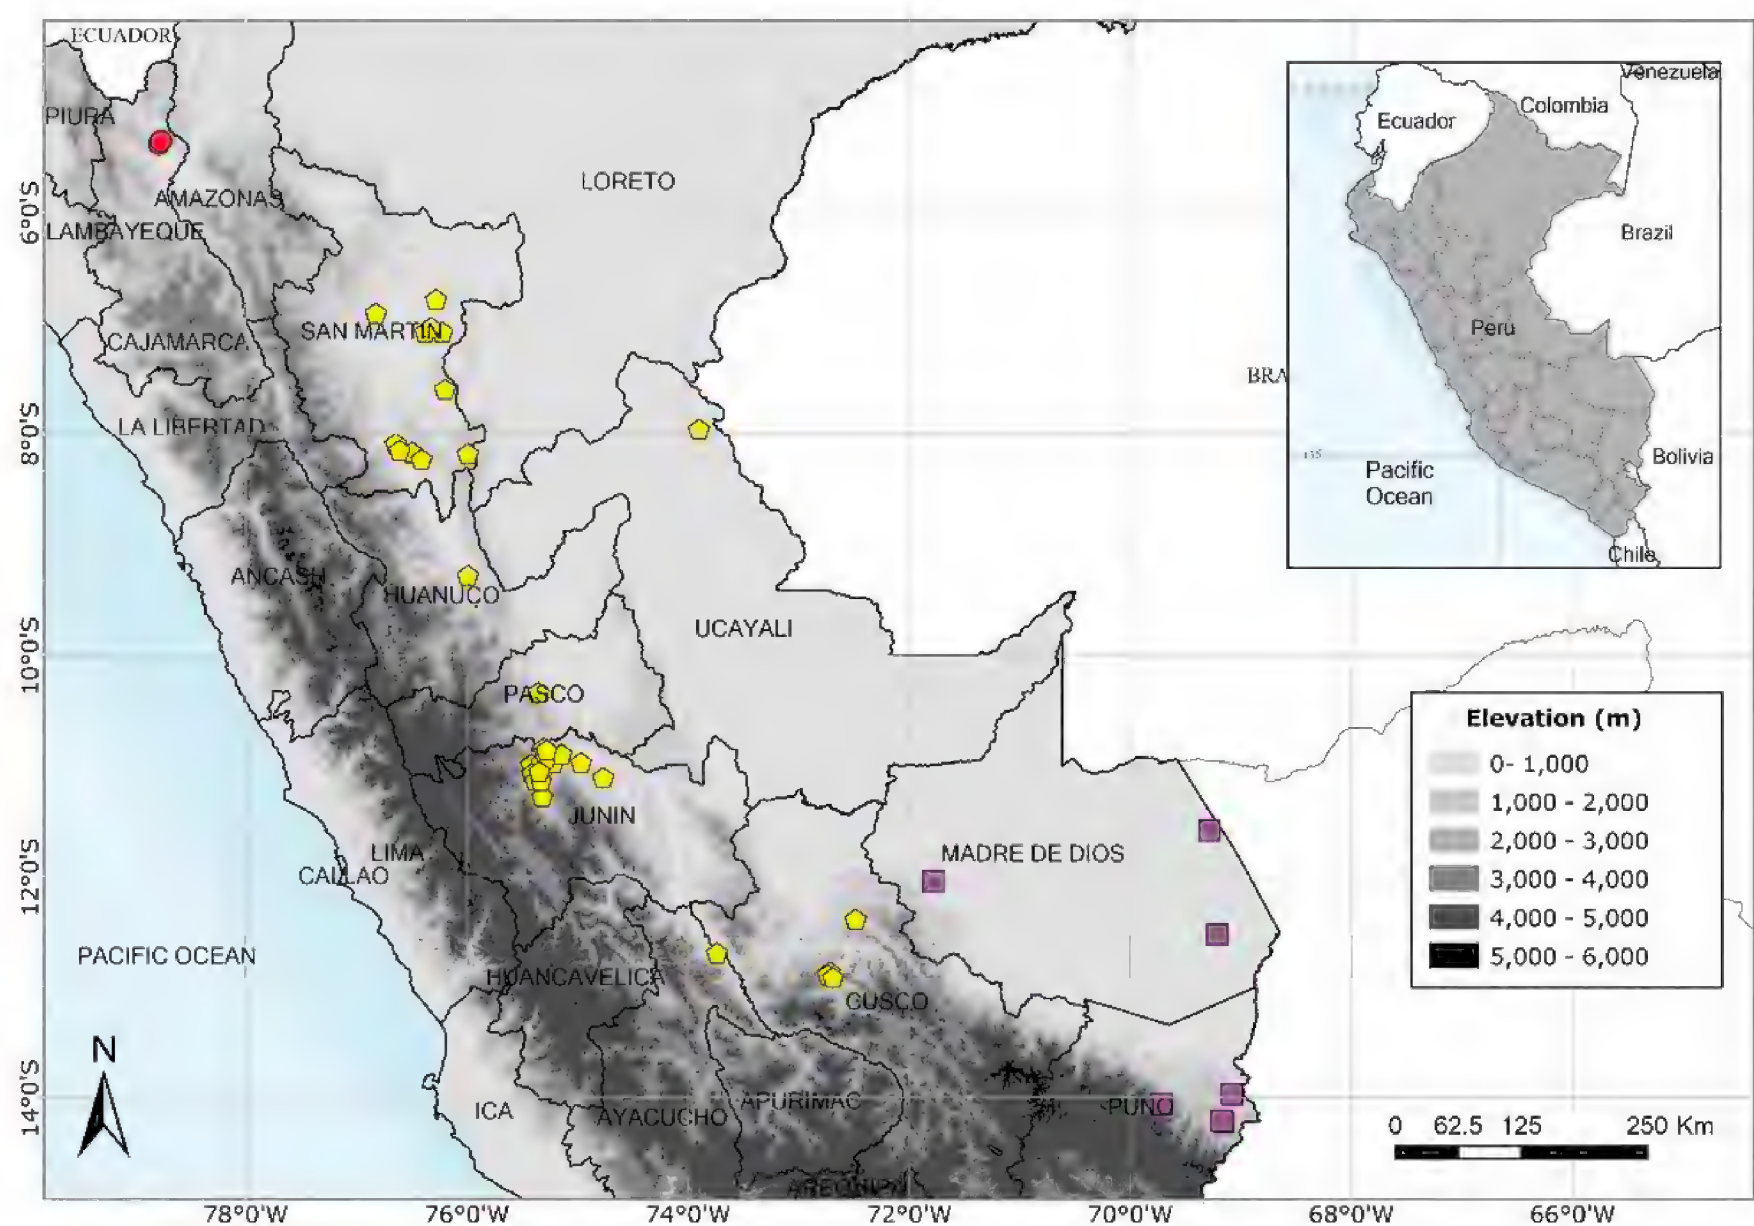 ECUADOR
PIURA
AMAZONAS
LORETO
LAMBAYEQUE
CAJAMARCA
SAN MARTIN
LA LIBERTAD
ANCASH
HUANUCO
UCAYALI
PASCO
JUNIN
LIMA
CALLAO
MADRE DE DIOS
PACIFIC OCEAN
HUANCAVELICA
CUSCO
ICA
AYACUCHO
APURIMAC
PUNO
AREQUIPA
BRA
Venezuela
Colombia
Ecuador
Brazil
Peru
Bolivia
Pacific
Ocean
Chile
Elevation (m)
0- 1,000
1,000 - 2,000
2,000 - 3,000
3,000 - 4,000
4,000 - 5,000
5,000 - 6,000
N
0 62.5 125 250 Km
6°0'S
8°0'S
10°0'S
12°0'S
14°0'S
78°0'W 76°0'W 74°0'W 72°0'W 70°0'W 68°0'W 66°0'W